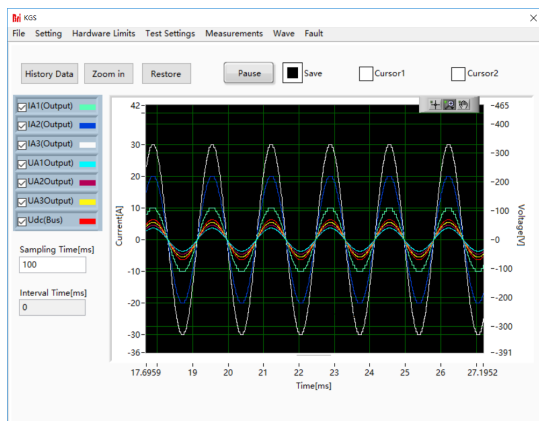 KGS
File Setting Hardware Limits Test Settings Measurements Wave Fault
History Data Zoom in Restore Pause Save Cursor1 Cursor2
IA1(Output)
IA2(Output)
IA3(Output)
UA1Output)
UA2Output)
UA3Output)
Udc(Bus)
Sampling Time[ms]
100
Interval Time[ms]
0
Current[A]
42
30
20
10
0
-10
-20
-30
-36
465
400
300
200
100
0
-100
-200
-300
-391
Voltage[V]
17.6959 19 20 21 22 23 24 25 26 27.1952
Time[ms]